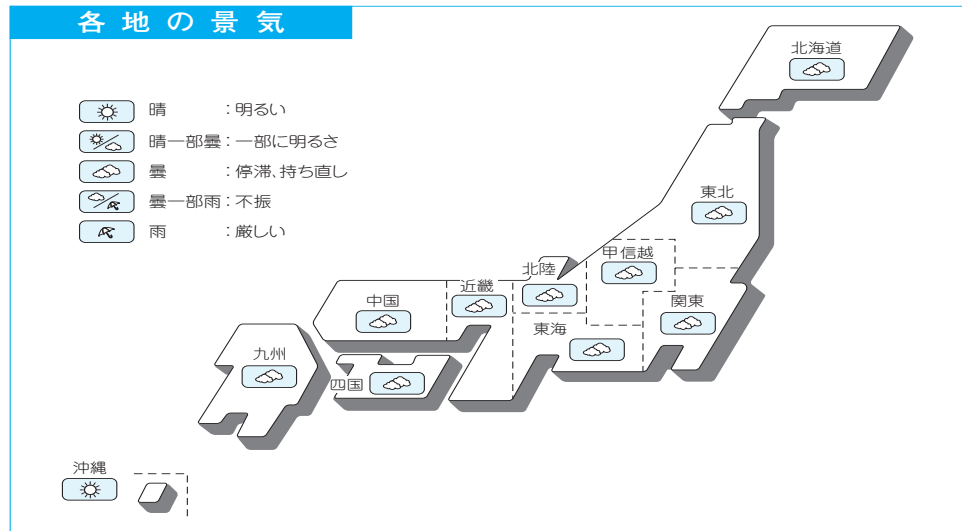 各地の景気
晴　：明るい
晴一部曇：一部に明るさ
曇　：停滞、持ち直し
曇一部雨：不振
雨　：厳しい
北海道
東北
甲信越
北陸
近畿
中国
関東
東海
九州
四国
沖縄